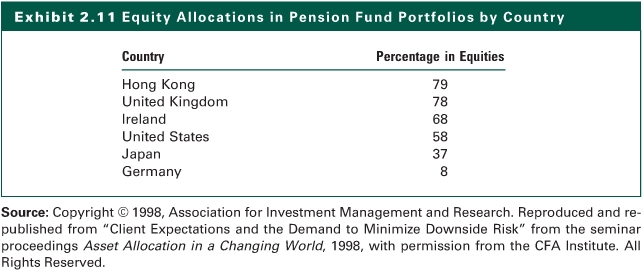 Exhibit 2.11 Equity Allocations in Pension Fund Portfolios by Country
Country Percentage in Equities
Hong Kong 79
United Kingdom 78
Ireland 68
United States 58
Japan 37
Germany 8
Source: Copyright © 1998, Association for Investment Management and Research. Reproduced and re-
published from “Client Expectations and the Demand to Minimize Downside Risk” from the seminar
proceedings Asset Allocation in a Changing World, 1998, with permission from the CFA Institute. All
Rights Reserved.